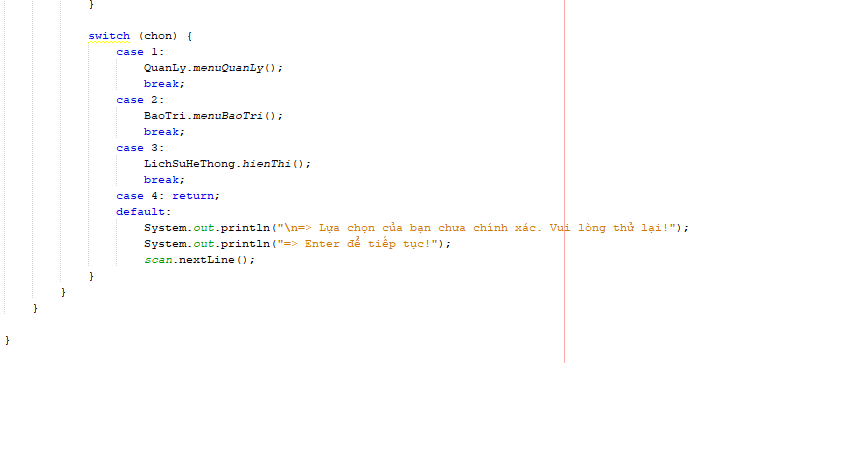 }
switch (chon) {
case 1:
QuanLy.menuQuanLy();
break;
case 2:
BaoTri.menuBaoTri();
break;
case 3:
LichSuHeThong.hienThi();
break;
case 4: return;
default:
System.out.println("\n=> Lựa chọn của bạn chưa chính xác. Vui lòng thử lại!");
System.out.println("=> Enter để tiếp tục!");
scan.nextLine();
}
}
}
}